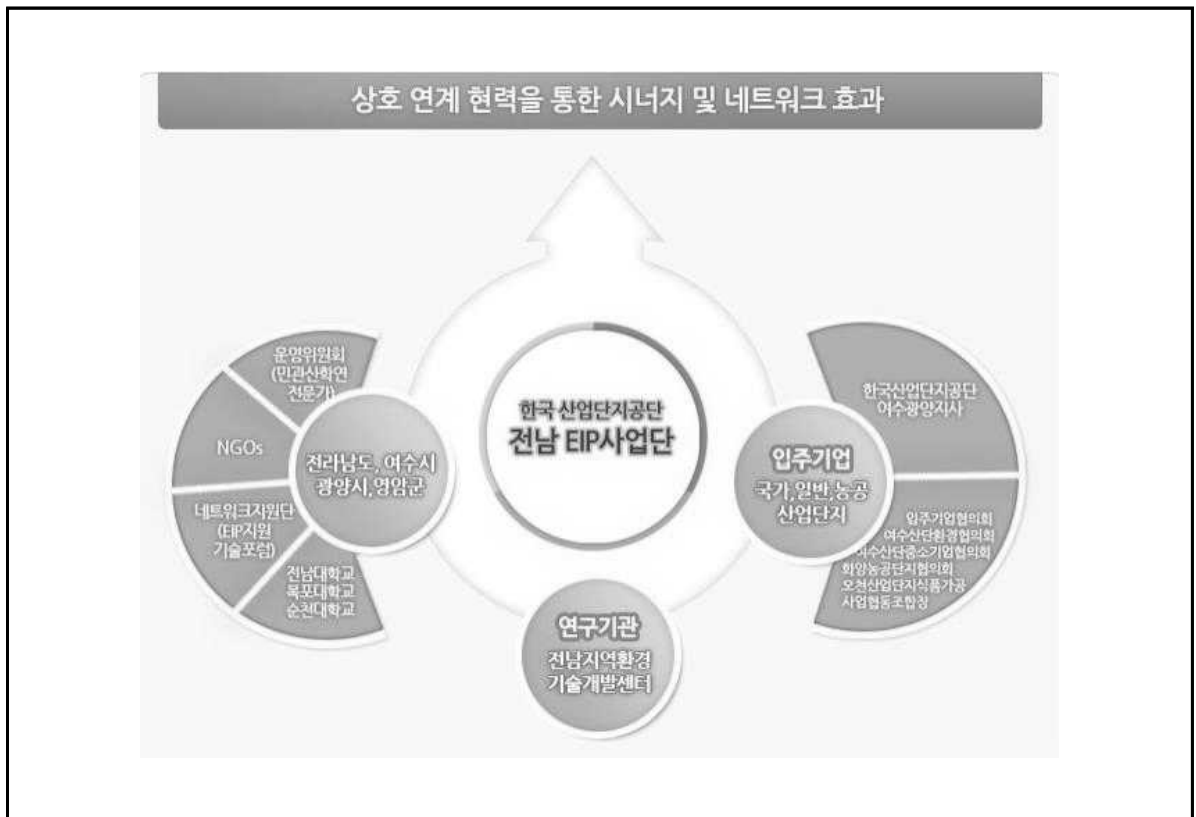 상호 연계 현력을 통한 시너지 및 네트워크 효과
운영위원회
(민관산학연
전문가)
NGOs
네트워크지원단
(EIP지원
기술포럼)
전남대학교
목포대학교
순천대학교
전라남도, 여수시
광양시,영암군
한국 산업단지공단
전남 EIP사업단
연구기관
전남지역환경
기술개발센터
입주기업
국가,일반,농공
산업단지
한국산업단지공단
여수광양지사
입주기업협의회
여수산단환경협의회
여수산단중소기업협의회
화양농공단지협의회
오천산업단지식품가공
사업협동조합장